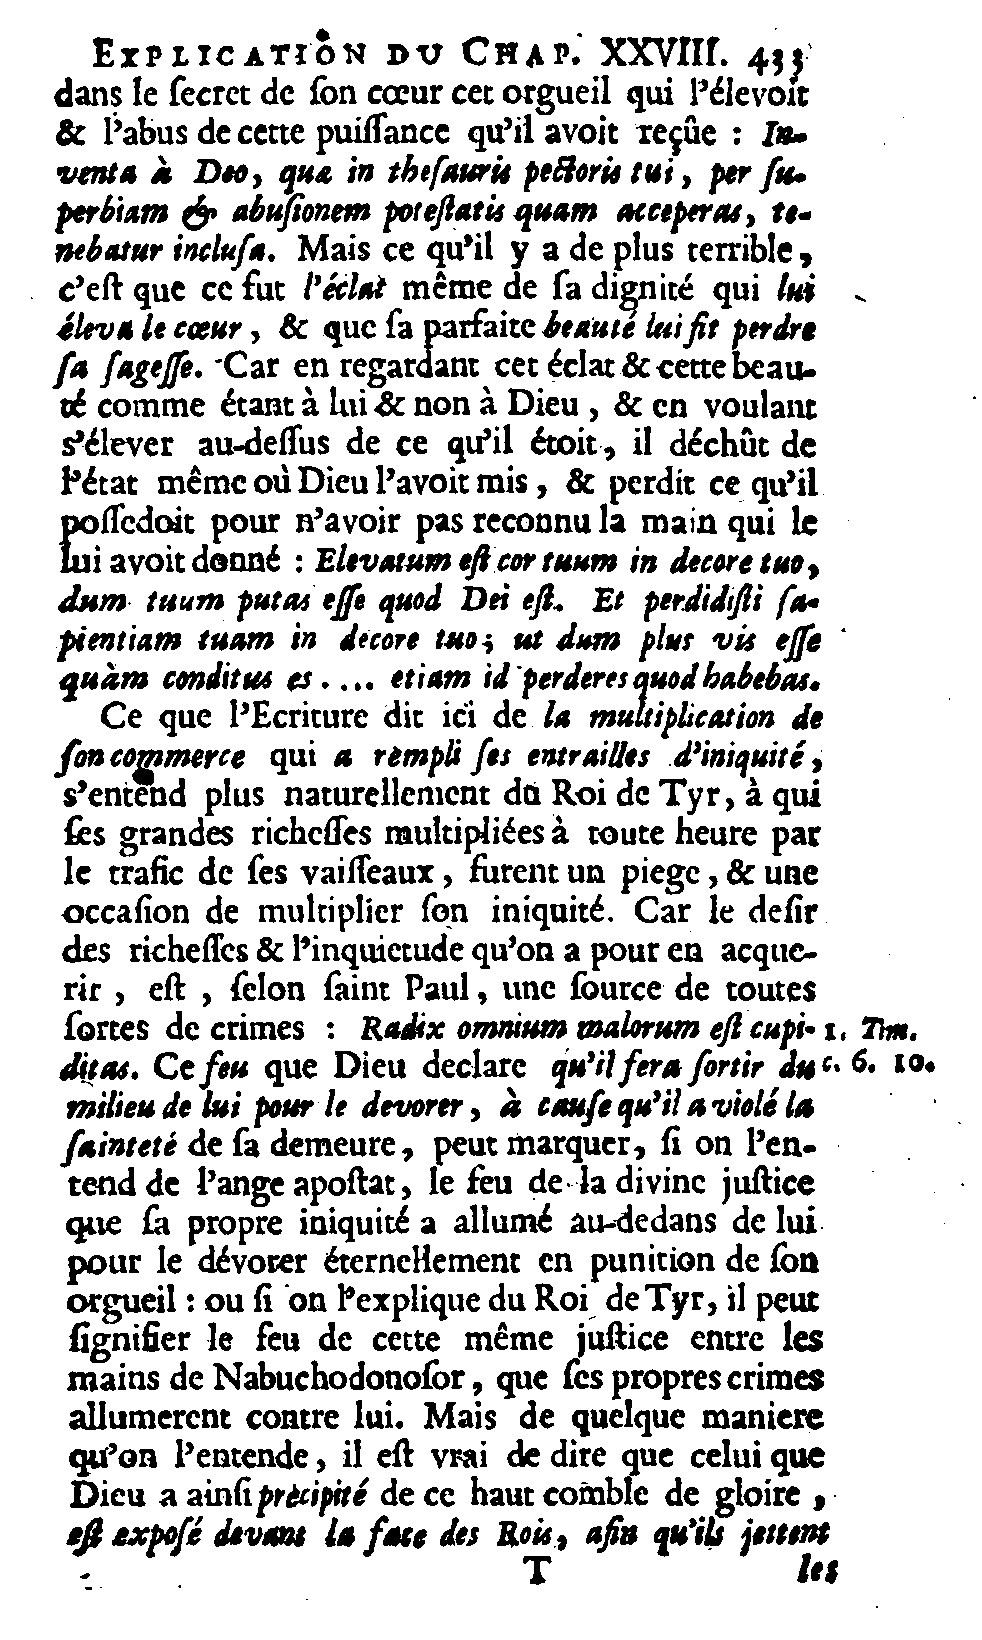 EXPLICATION DU CHAP. XXVIII. 433
dans le ſecret de ſon cœur cet orgueil qui l'élevoit
& l'abus de cette puiſſance qu'il avoit reçûe : In-
venta à Deo, quæ in theſauris pectoris tui, per ſu-
perbiam & abuſionem poteſtatis quam acceperas, te-
nebatur incluſa. Mais ce qu'il y a de plus terrible,
c'eſt que ce fut l'éclat même de ſa dignité qui lui
éleva le cœur, & que ſa parfaite beauté lui fit perdre
ſa ſageſſe. Car en regardant cet éclat & cette beau-
té comme étant à lui & non à Dieu, & en voulant
s'élever au-deſſus de ce qu'il étoit, il déchût de
l'état même où Dieu l'avoit mis, & perdit ce qu'il
poſſedoit pour n'avoir pas reconnu la main qui le
lui avoit donné : Elevatum eſt cor tuum in decore tuo,
dum tuum putas eſſe quod Dei eſt. Et perdidiſti ſa-
pientiam tuam in decore tuo; ut dum plus vis eſſe
quàm conditus es .... etiam id perderes quod habebas.
Ce que l'Ecriture dit ici de la multiplication de
ſon commerce qui a rempli ſes entrailles d'iniquité,
s'entend plus naturellement du Roi de Tyr, à qui
ſes grandes richeſſes multipliées à toute heure par
le trafic de ſes vaiſſeaux, furent un piege, & une
occaſion de multiplier ſon iniquité. Car le deſir
des richeſſes & l'inquietude qu'on a pour en acque-
rir, eſt, ſelon ſaint Paul, une ſource de toutes
ſortes de crimes : Radix omnium malorum eſt cupi- 1. Tim.
ditas. Ce feu que Dieu declare qu'il fera ſortir du c. 6. 10.
milieu de lui pour le devorer, à cauſe qu'il a violé la
ſainteté de ſa demeure, peut marquer, ſi on l'en-
tend de l'ange apoſtat, le feu de la divine juſtice
que ſa propre iniquité a allumé au-dedans de lui
pour le dévorer éternellement en punition de ſon
orgueil : ou ſi on l'explique du Roi de Tyr, il peut
ſignifier le feu de cette même juſtice entre les
mains de Nabuchodonoſor, que ſes propres crimes
allumerent contre lui. Mais de quelque maniere
qu'on l'entende, il eſt vrai de dire que celui que
Dieu a ainſi précipité de ce haut comble de gloire,
eſt expoſé devant la face des Rois, afin qu'ils jettent
T les